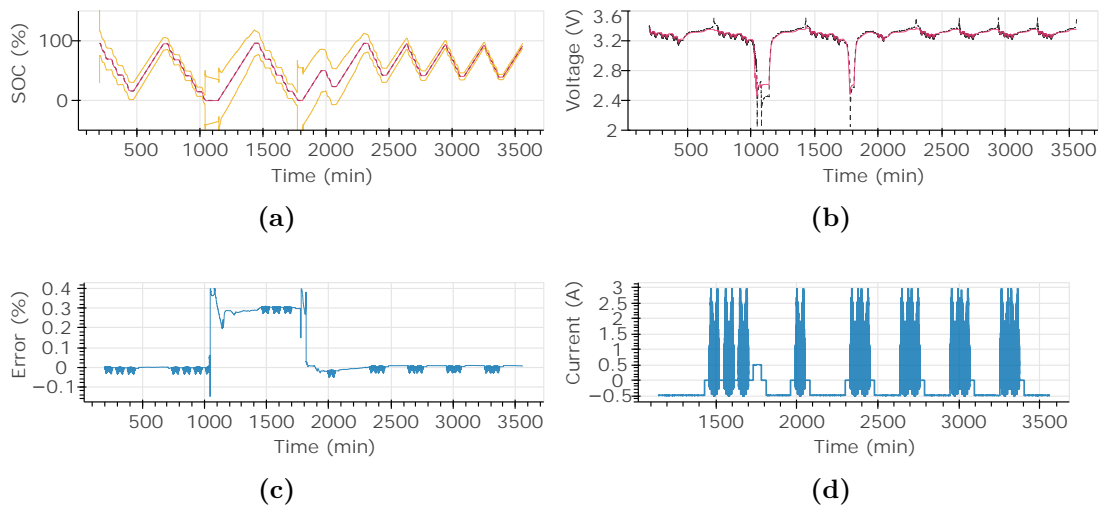 SOC (%)
100
0
500 1000 1500 2000 2500 3000 3500
Time (min)
(a)
Voltage (V)
3.6
3.2
2.8
2.4
2
500 1000 1500 2000 2500 3000 3500
Time (min)
(b)
Error (%)
0.4
0.3
0.2
0.1
0
−0.1
500 1000 1500 2000 2500 3000 3500
Time (min)
(c)
Current (A)
3
2.5
2
1.5
1
0.5
0
−0.5
1500 2000 2500 3000 3500
Time (min)
(d)